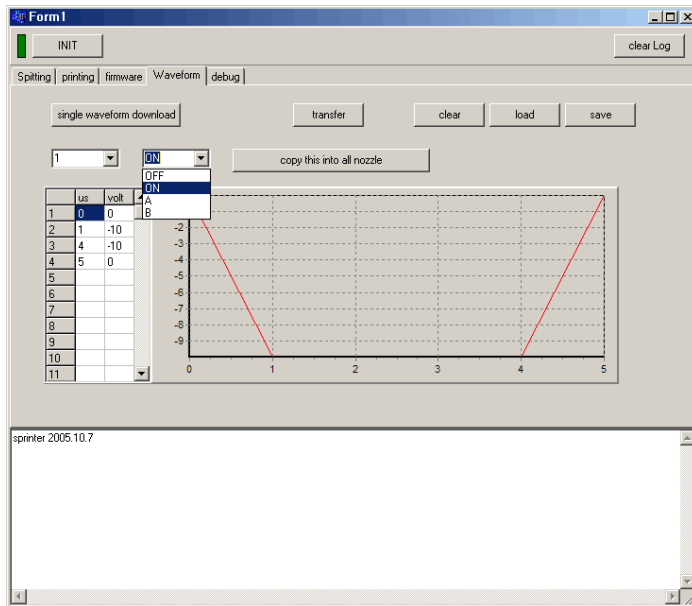 Form1
INIT
clear Log
Spitting printing firmware Waveform debug
single waveform download transfer clear load save
1 ON copy this into all nozzle
OFF
ON
A
B
us volt
1 0 0
2 1 -10
3 4 -10
4 5 0
5
6
7
8
9
10
11
-2
-3
-4
-5
-6
-7
-8
-9
0 1 2 3 4 5
sprinter 2005.10.7